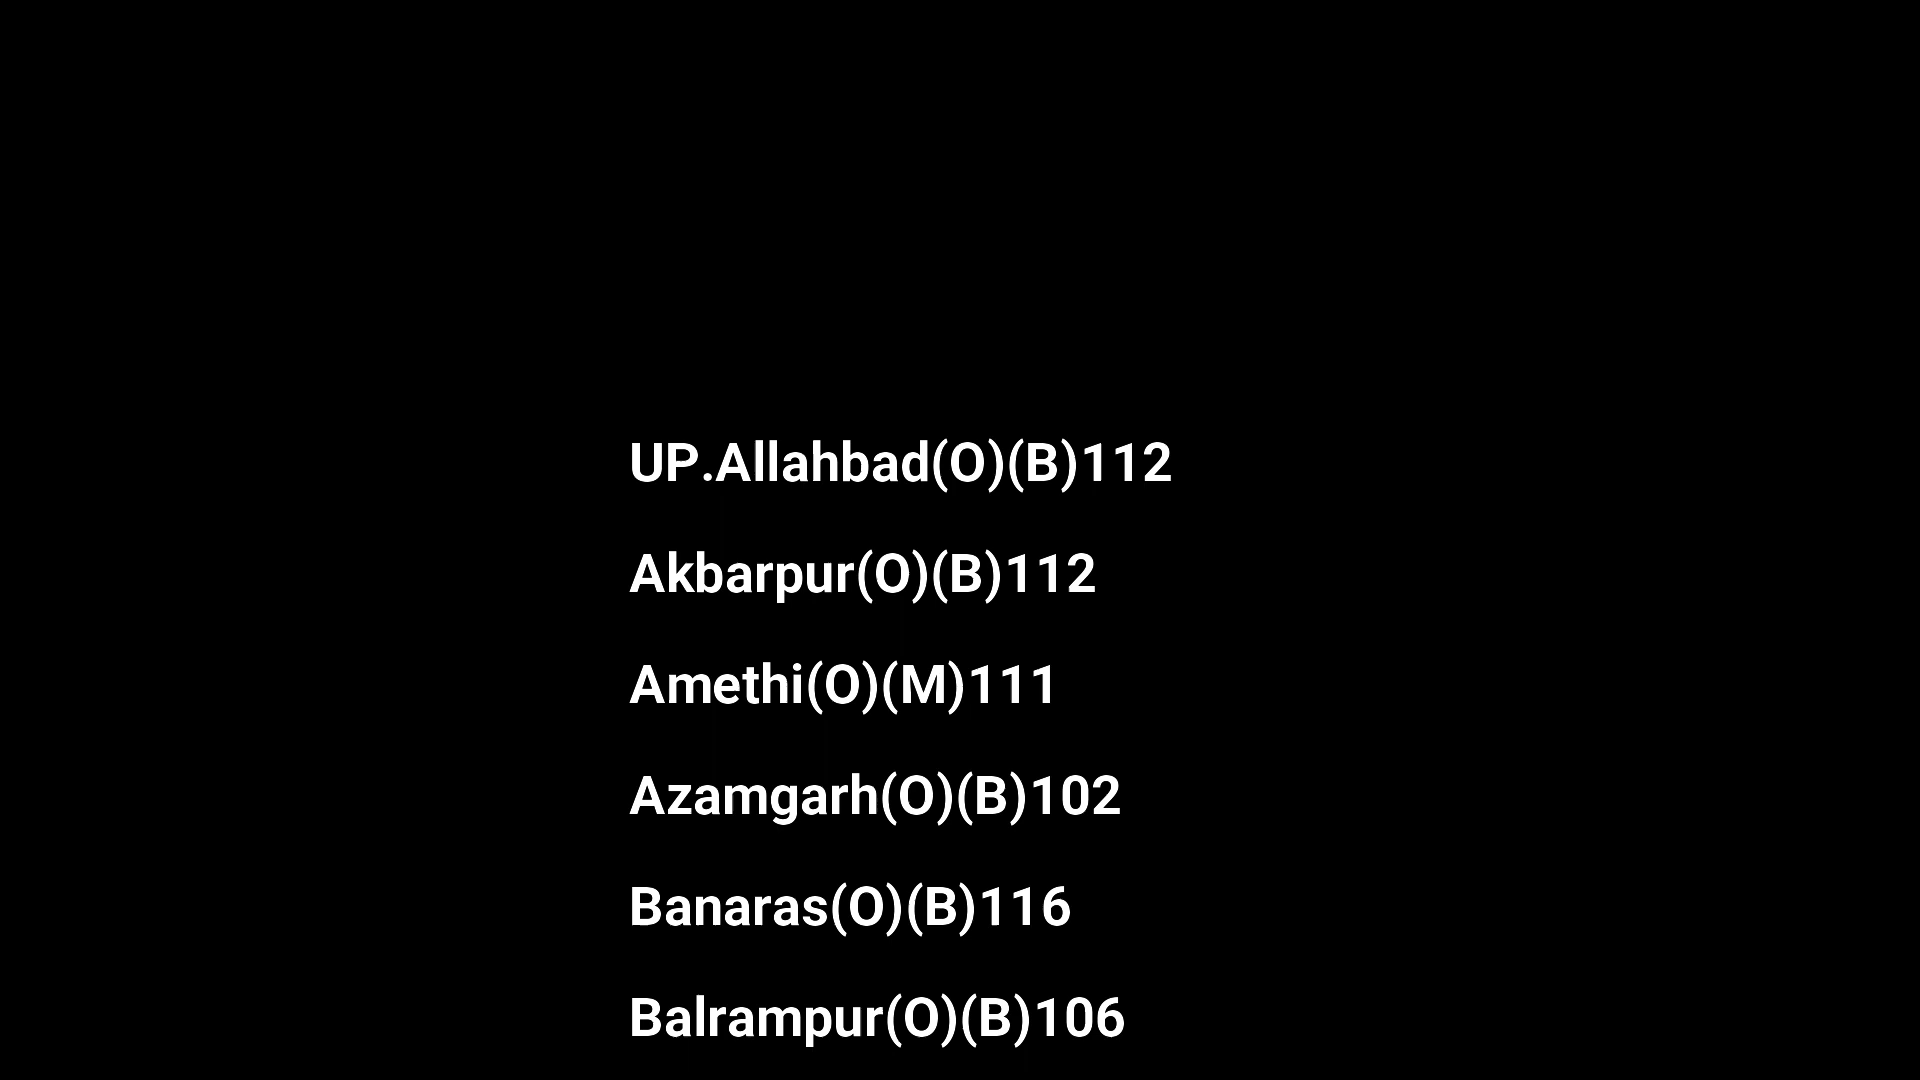 UP.Allahbad(O)(B)112
Akbarpur(O)(B)112
Amethi(O)(M)111
Azamgarh(O)(B)102
Banaras(O)(B)116
Balrampur(O)(B)106